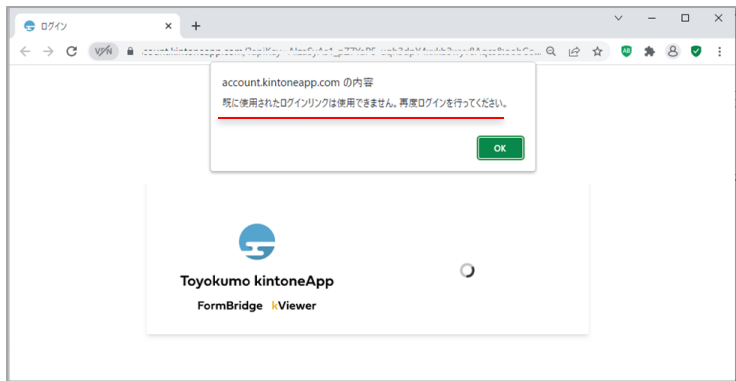 ログイン
VPN
account.kintoneapp.com の内容
既に使用されたログインリンクは使用できません。再度ログインを行ってください。
OK
Toyokumo kintoneApp
FormBridge kViewer